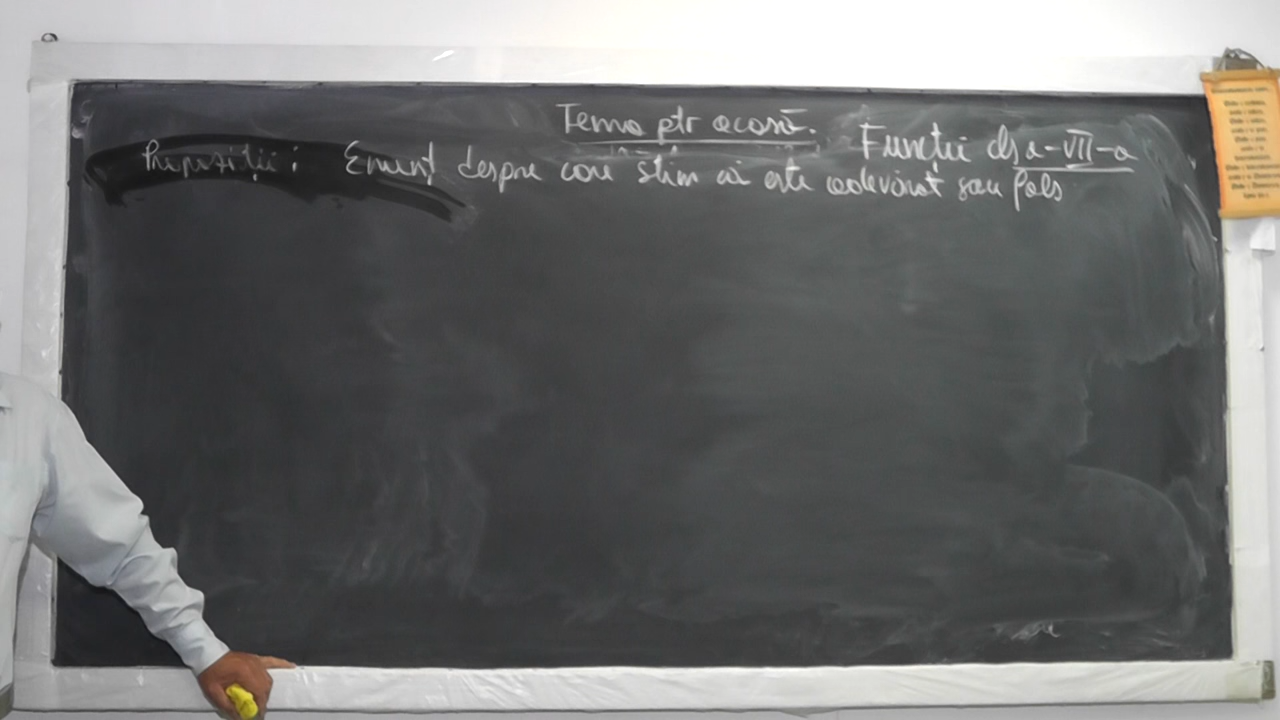 Tema ptr acasă. Funcții cls a-VII-a
Propoziții: Enunț despre care știm că este adevărat sau fals